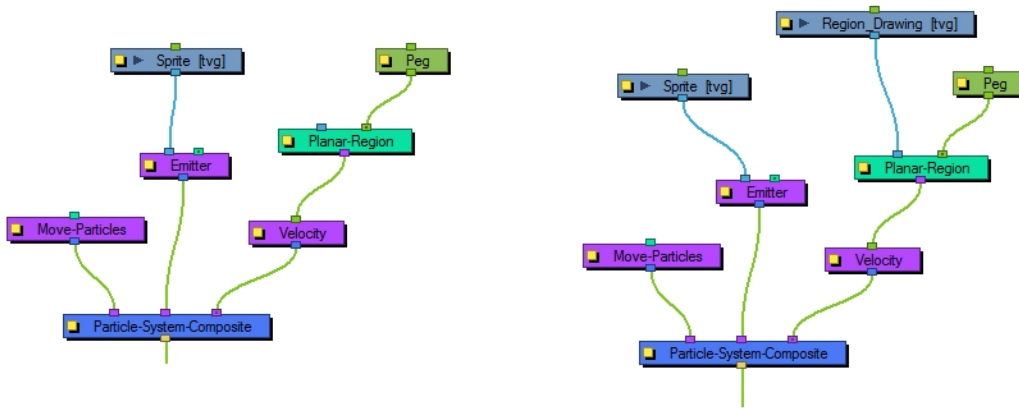 Sprite [tvg]
Peg
Planar-Region
Emitter
Move-Particles
Velocity
Particle-System-Composite
Region_Drawing [tvg]
Sprite [tvg]
Peg
Planar-Region
Emitter
Move-Particles
Velocity
Particle-System-Composite